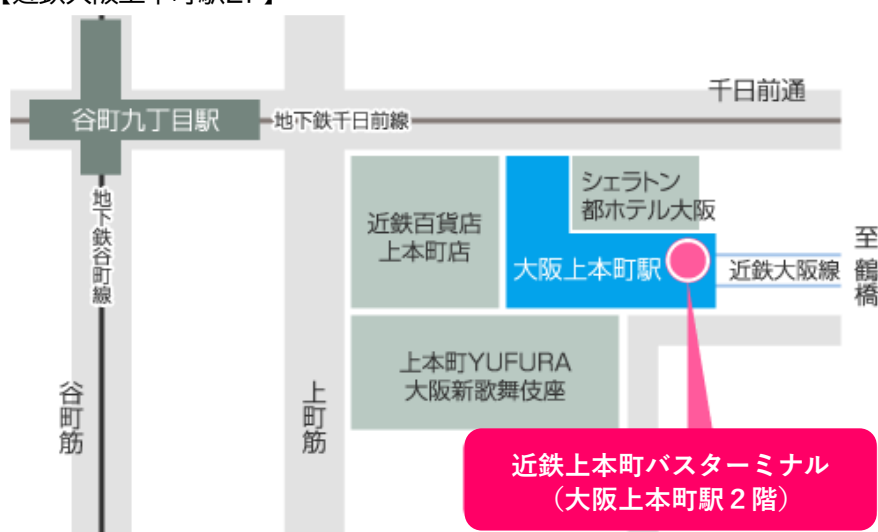 千日前通
谷町九丁目駅
地下鉄千日前線
シェラトン
都ホテル大阪
近鉄百貨店
上本町店
地下鉄谷町線
大阪上本町駅
近鉄大阪線
至 鶴橋
上本町YUFURA
大阪新歌舞伎座
谷町筋
上町筋
近鉄上本町バスターミナル
（大阪上本町駅２階）